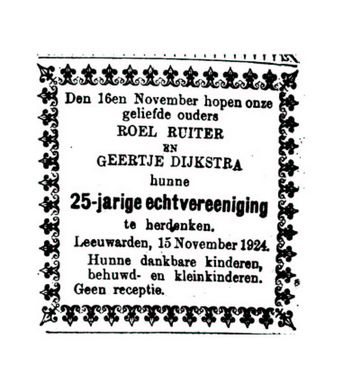 Den 16en November hopen onze
geliefde ouders
ROEL RUITER
EN
GEERTJE DIJKSTRA
hunne
25-jarige echtvereeniging
te herdenken.
Leeuwarden, 15 November 1924.
Hunne dankbare kinderen,
behuwd- en kleinkinderen.
Geen receptie.